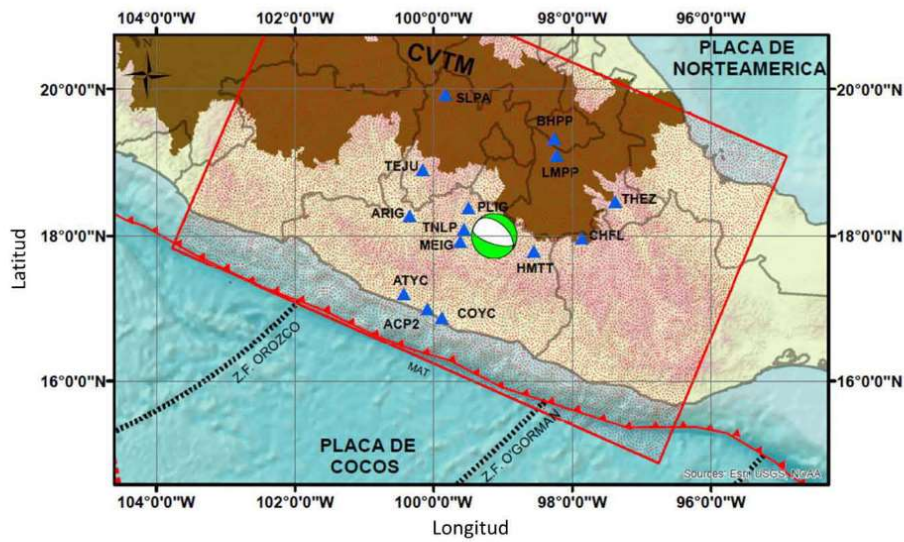 104°0'0"W
102°0'0"W
100°0'0"W
98°0'0"W
96°0'0"W
N
CVTM
PLACA DE
NORTEAMERICA
20°0'0"N
20°0'0"N
SLPA
BHPP
LMPP
TEJU
THEZ
ARIG
PLIG
TNLP
MEIG
CHFL
HMTT
18°0'0"N
18°0'0"N
Latitud
ATYC
ACP2
COYC
Z.F. OROZCO
MAT
16°0'0"N
16°0'0"N
PLACA DE
COCOS
Z.F. O'GORMAN
Sources: Esri, USGS, NOAA
104°0'0"W
102°0'0"W
100°0'0"W
98°0'0"W
96°0'0"W
Longitud